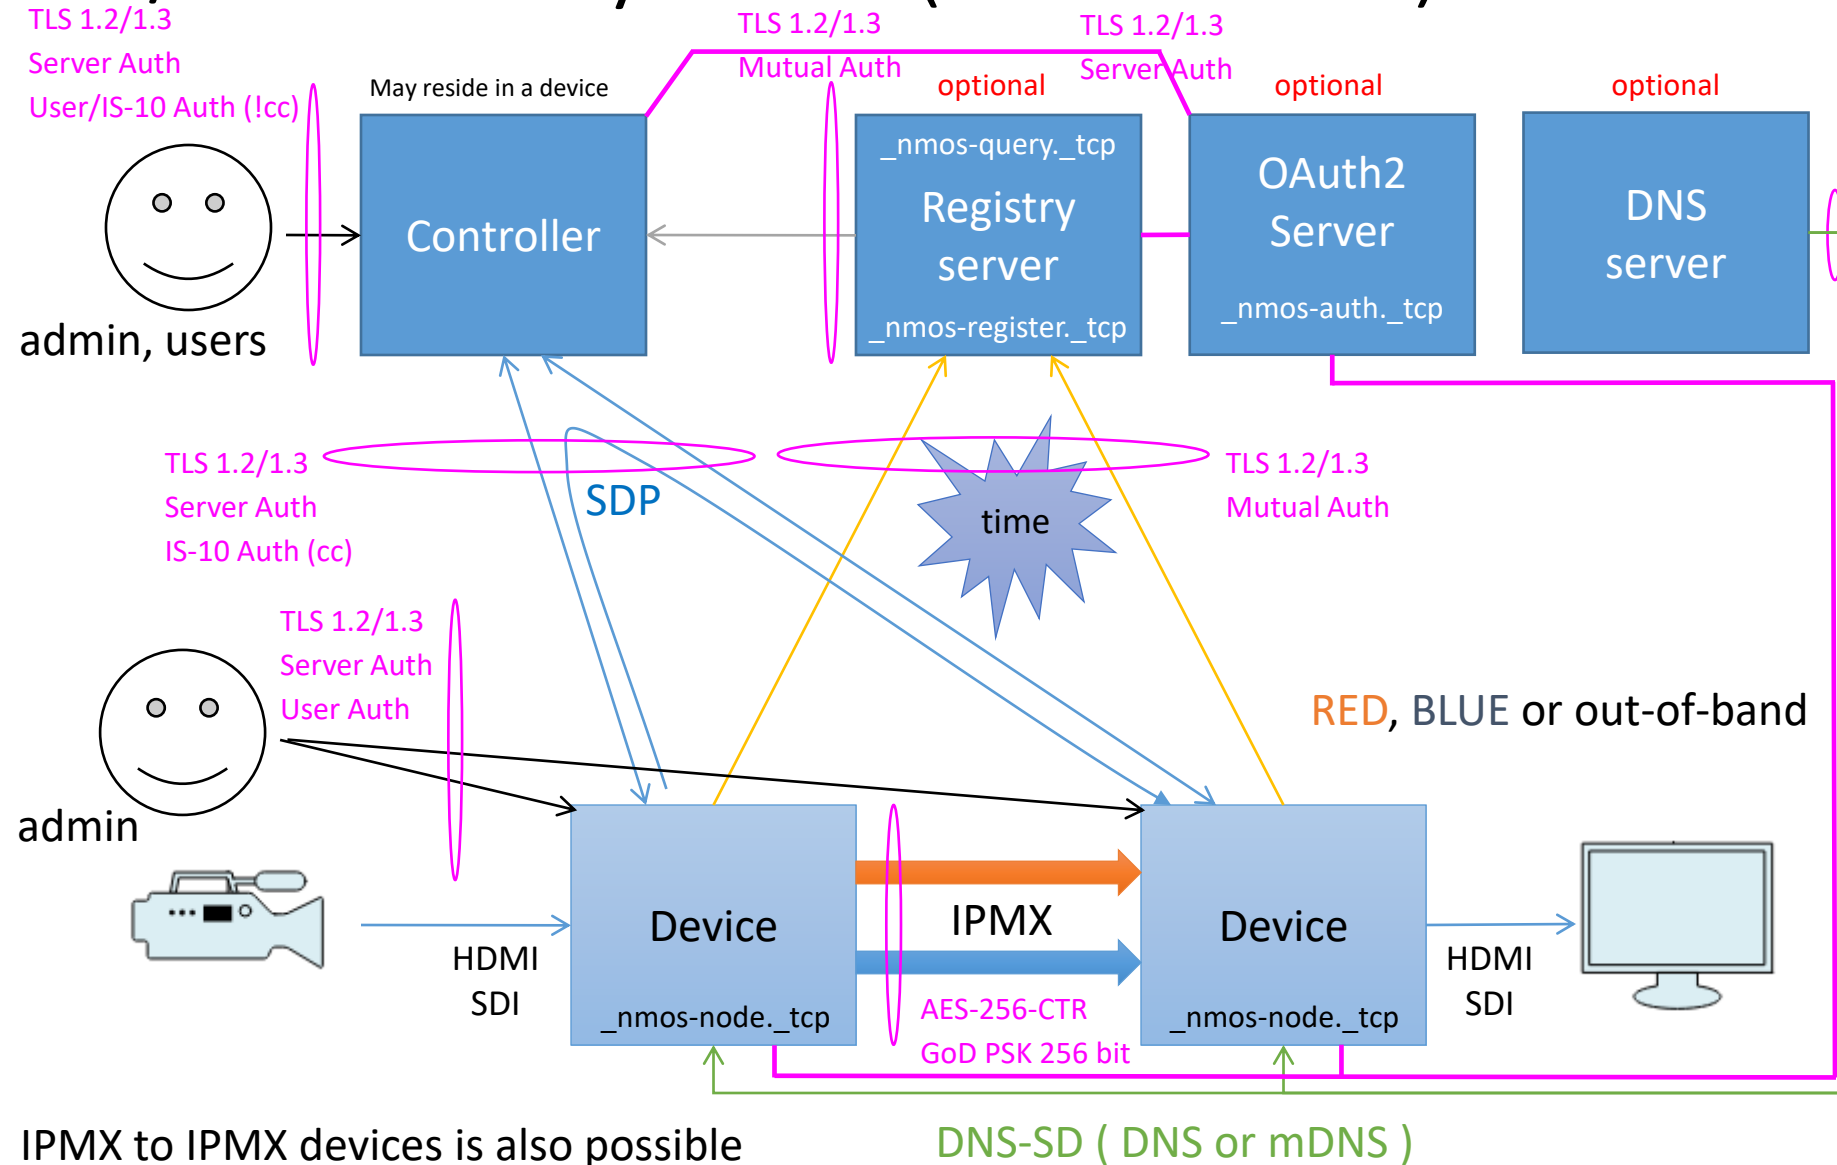 TLS 1.2/1.3
Server Auth
User/IS-10 Auth (!cc)
May reside in a device
TLS 1.2/1.3
Mutual Auth
TLS 1.2/1.3
Server Auth
optional
optional
optional
Controller
_nmos-query._tcp
Registry
server
_nmos-register._tcp
OAuth2
Server
_nmos-auth._tcp
DNS
server
admin, users
TLS 1.2/1.3
Server Auth
IS-10 Auth (cc)
SDP
time
TLS 1.2/1.3
Mutual Auth
TLS 1.2/1.3
Server Auth
User Auth
RED, BLUE or out-of-band
admin
HDMI
SDI
Device
_nmos-node._tcp
IPMX
AES-256-CTR
GoD PSK 256 bit
Device
_nmos-node._tcp
HDMI
SDI
IPMX to IPMX devices is also possible
DNS-SD ( DNS or mDNS )